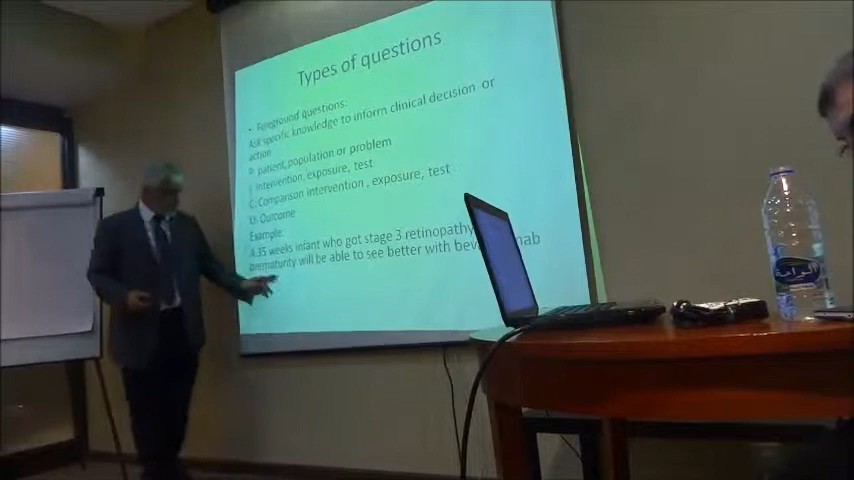 Types of questions
• Foreground questions:
Ask specific knowledge to inform clinical decision or
action
P: patient, population or problem
I: intervention, exposure, test
C: Comparison intervention , exposure, test
O: Outcome
Example:
A 35 weeks infant who got stage 3 retinopathy
prematurity will be able to see better with